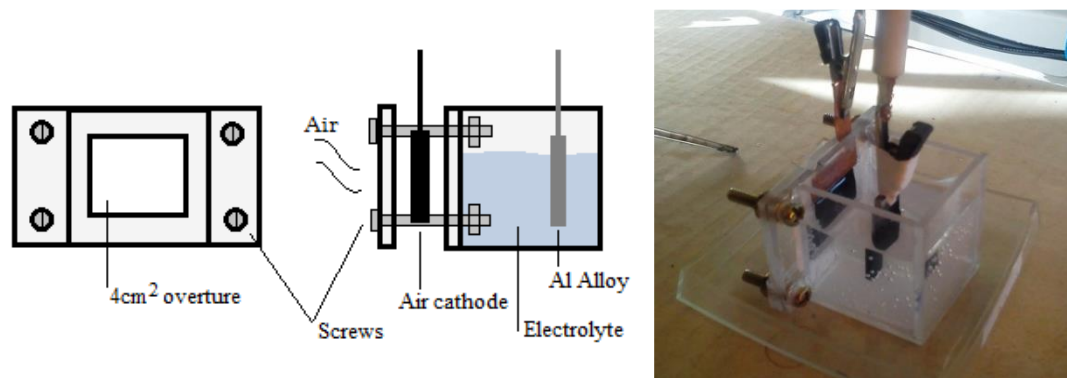 Air
4cm² overture
Screws
Air cathode
Al Alloy
Electrolyte